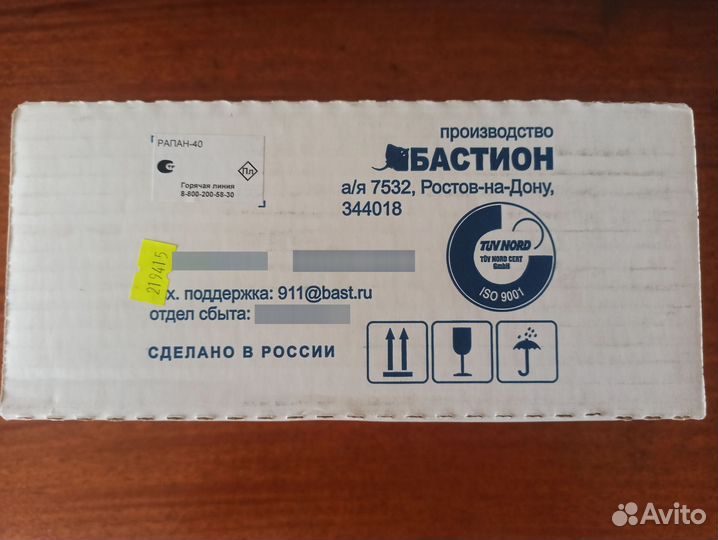 РАПАН-40
Пл
Горячая линия
8-800-200-58-30
производство
БАСТИОН
а/я 7532, Ростов-на-Дону,
344018
TUV NORD
TÜV NORD CERT
GmbH
ISO 9001
219415
х. поддержка: 911@bast.ru
отдел сбыта:
СДЕЛАНО В РОССИИ
Avito